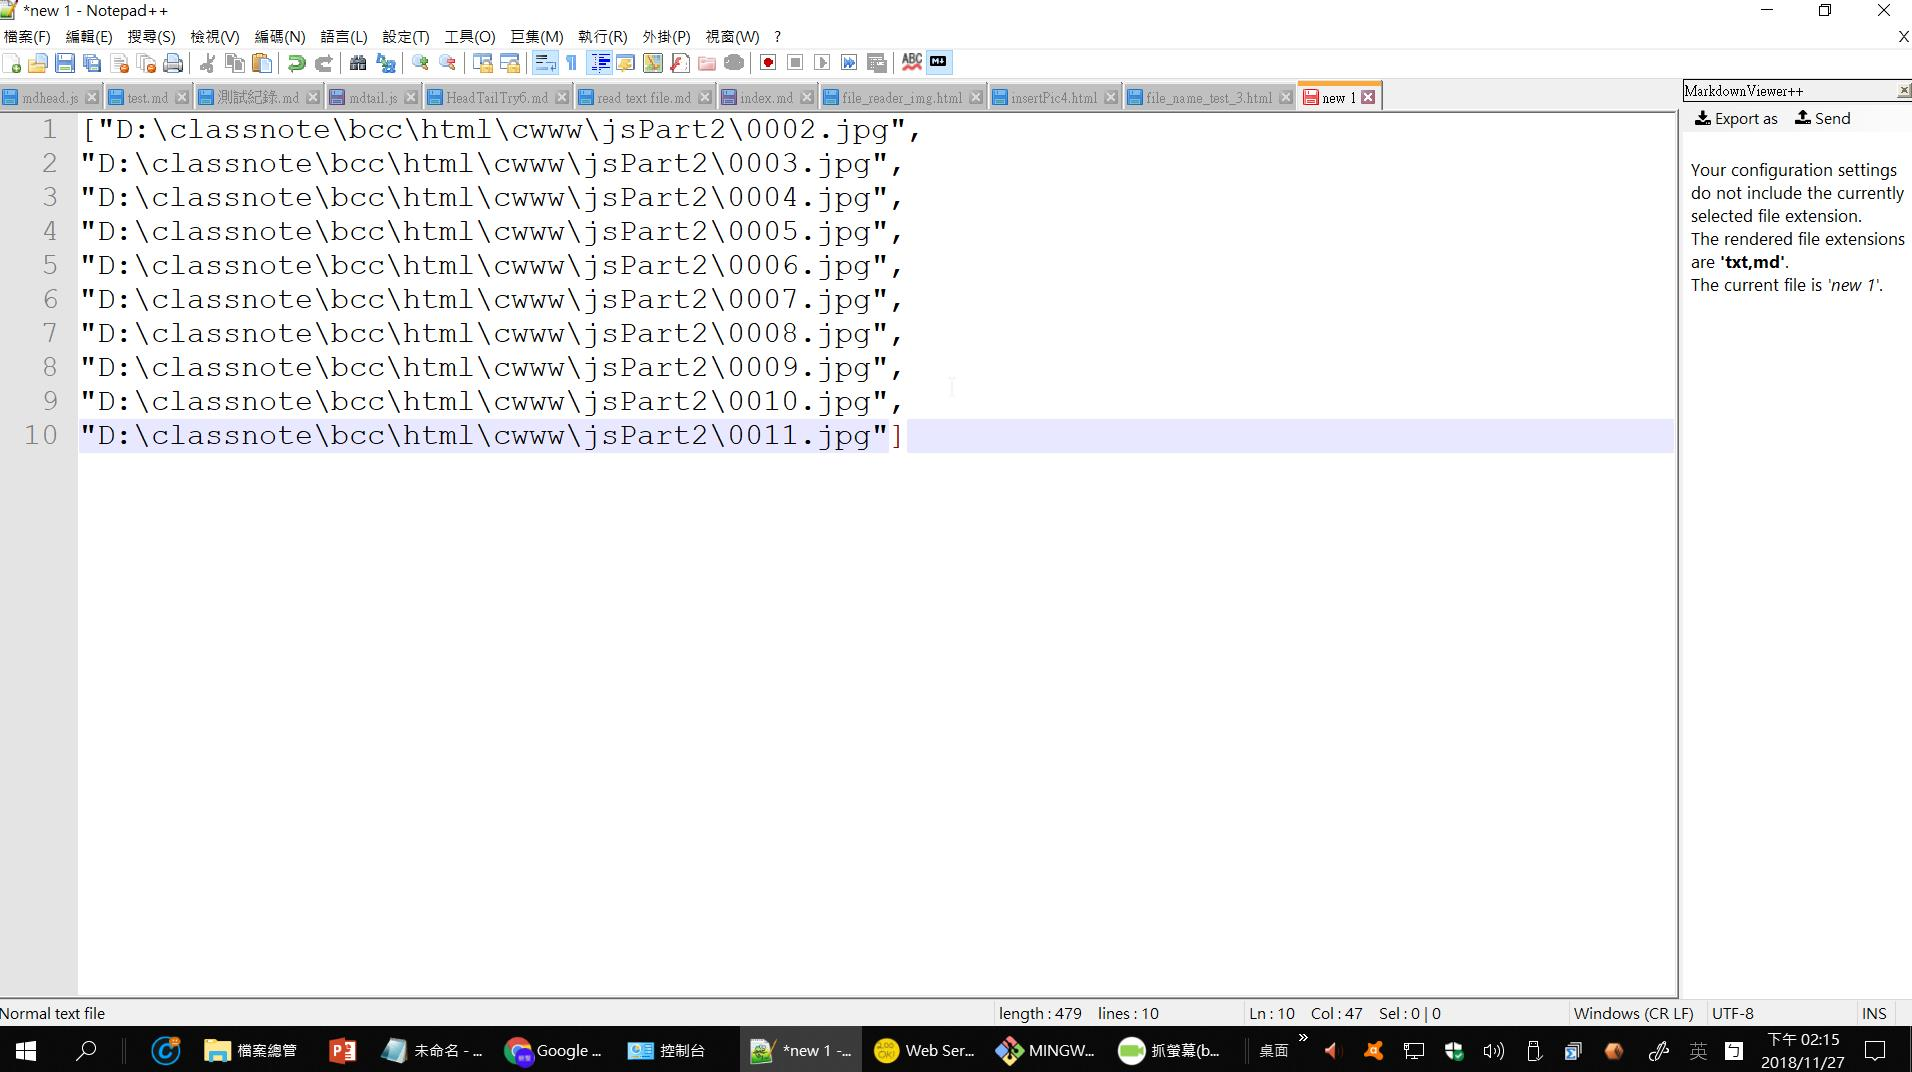 *new 1 - Notepad++
檔案(F) 編輯(E) 搜尋(S) 檢視(V) 編碼(N) 語言(L) 設定(T) 工具(O) 巨集(M) 執行(R) 外掛(P) 視窗(W) ? X
ABC
mdhead.js test.md 測試紀錄.md mdtail.js HeadTailTry6.md read text file.md index.md file_reader_img.html insertPic4.html file_name_test_3.html new 1
1 ["D:\classnote\bcc\html\cwww\jsPart2\0002.jpg",
2 "D:\classnote\bcc\html\cwww\jsPart2\0003.jpg",
3 "D:\classnote\bcc\html\cwww\jsPart2\0004.jpg",
4 "D:\classnote\bcc\html\cwww\jsPart2\0005.jpg",
5 "D:\classnote\bcc\html\cwww\jsPart2\0006.jpg",
6 "D:\classnote\bcc\html\cwww\jsPart2\0007.jpg",
7 "D:\classnote\bcc\html\cwww\jsPart2\0008.jpg",
8 "D:\classnote\bcc\html\cwww\jsPart2\0009.jpg",
9 "D:\classnote\bcc\html\cwww\jsPart2\0010.jpg",
10 "D:\classnote\bcc\html\cwww\jsPart2\0011.jpg"]
MarkdownViewer++
Export as Send
Your configuration settings
do not include the currently
selected file extension.
The rendered file extensions
are 'txt,md'.
The current file is 'new 1'.
Normal text file length : 479 lines : 10 Ln : 10 Col : 47 Sel : 0 | 0 Windows (CR LF) UTF-8 INS
檔案總管 未命名 - ... Google ... 控制台 *new 1 -... Web Ser... MINGW... 抓螢幕(b... 桌面 英 下午 02:15
2018/11/27